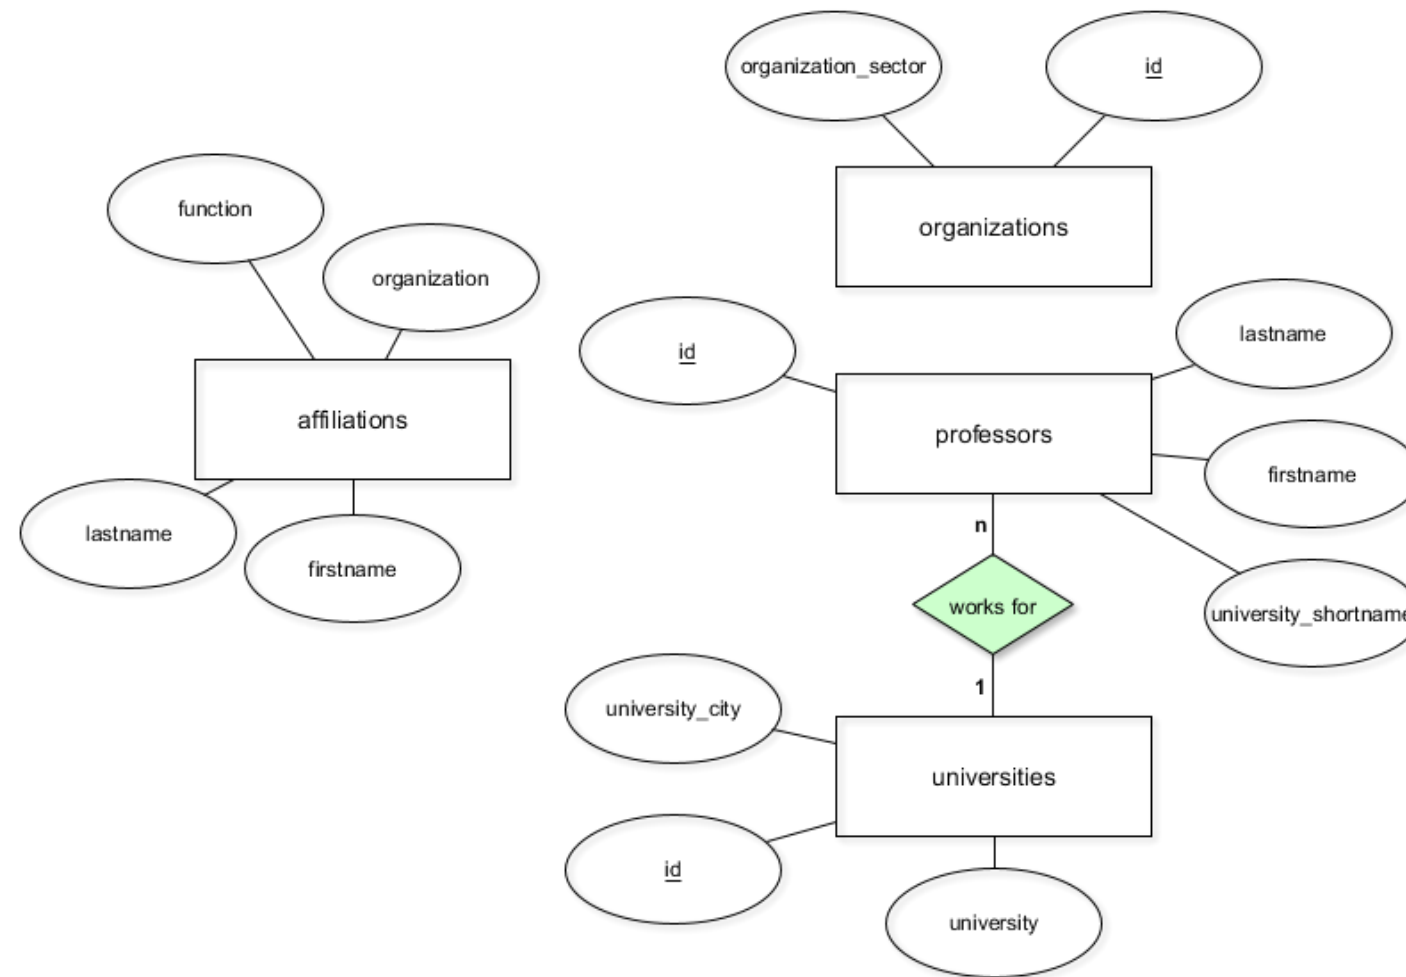 organization_sector
id
function
organizations
organization
lastname
id
affiliations
professors
firstname
n
lastname
firstname
works for
university_shortname
1
university_city
universities
id
university